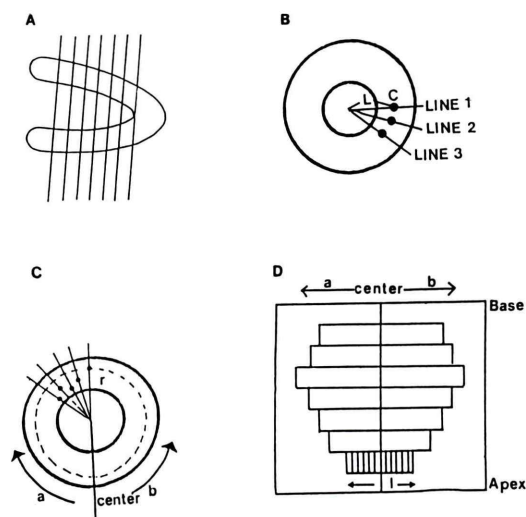 A
B
L C
LINE 1
LINE 2
LINE 3
C
r
a
center b
D
a center b
Base
l
Apex